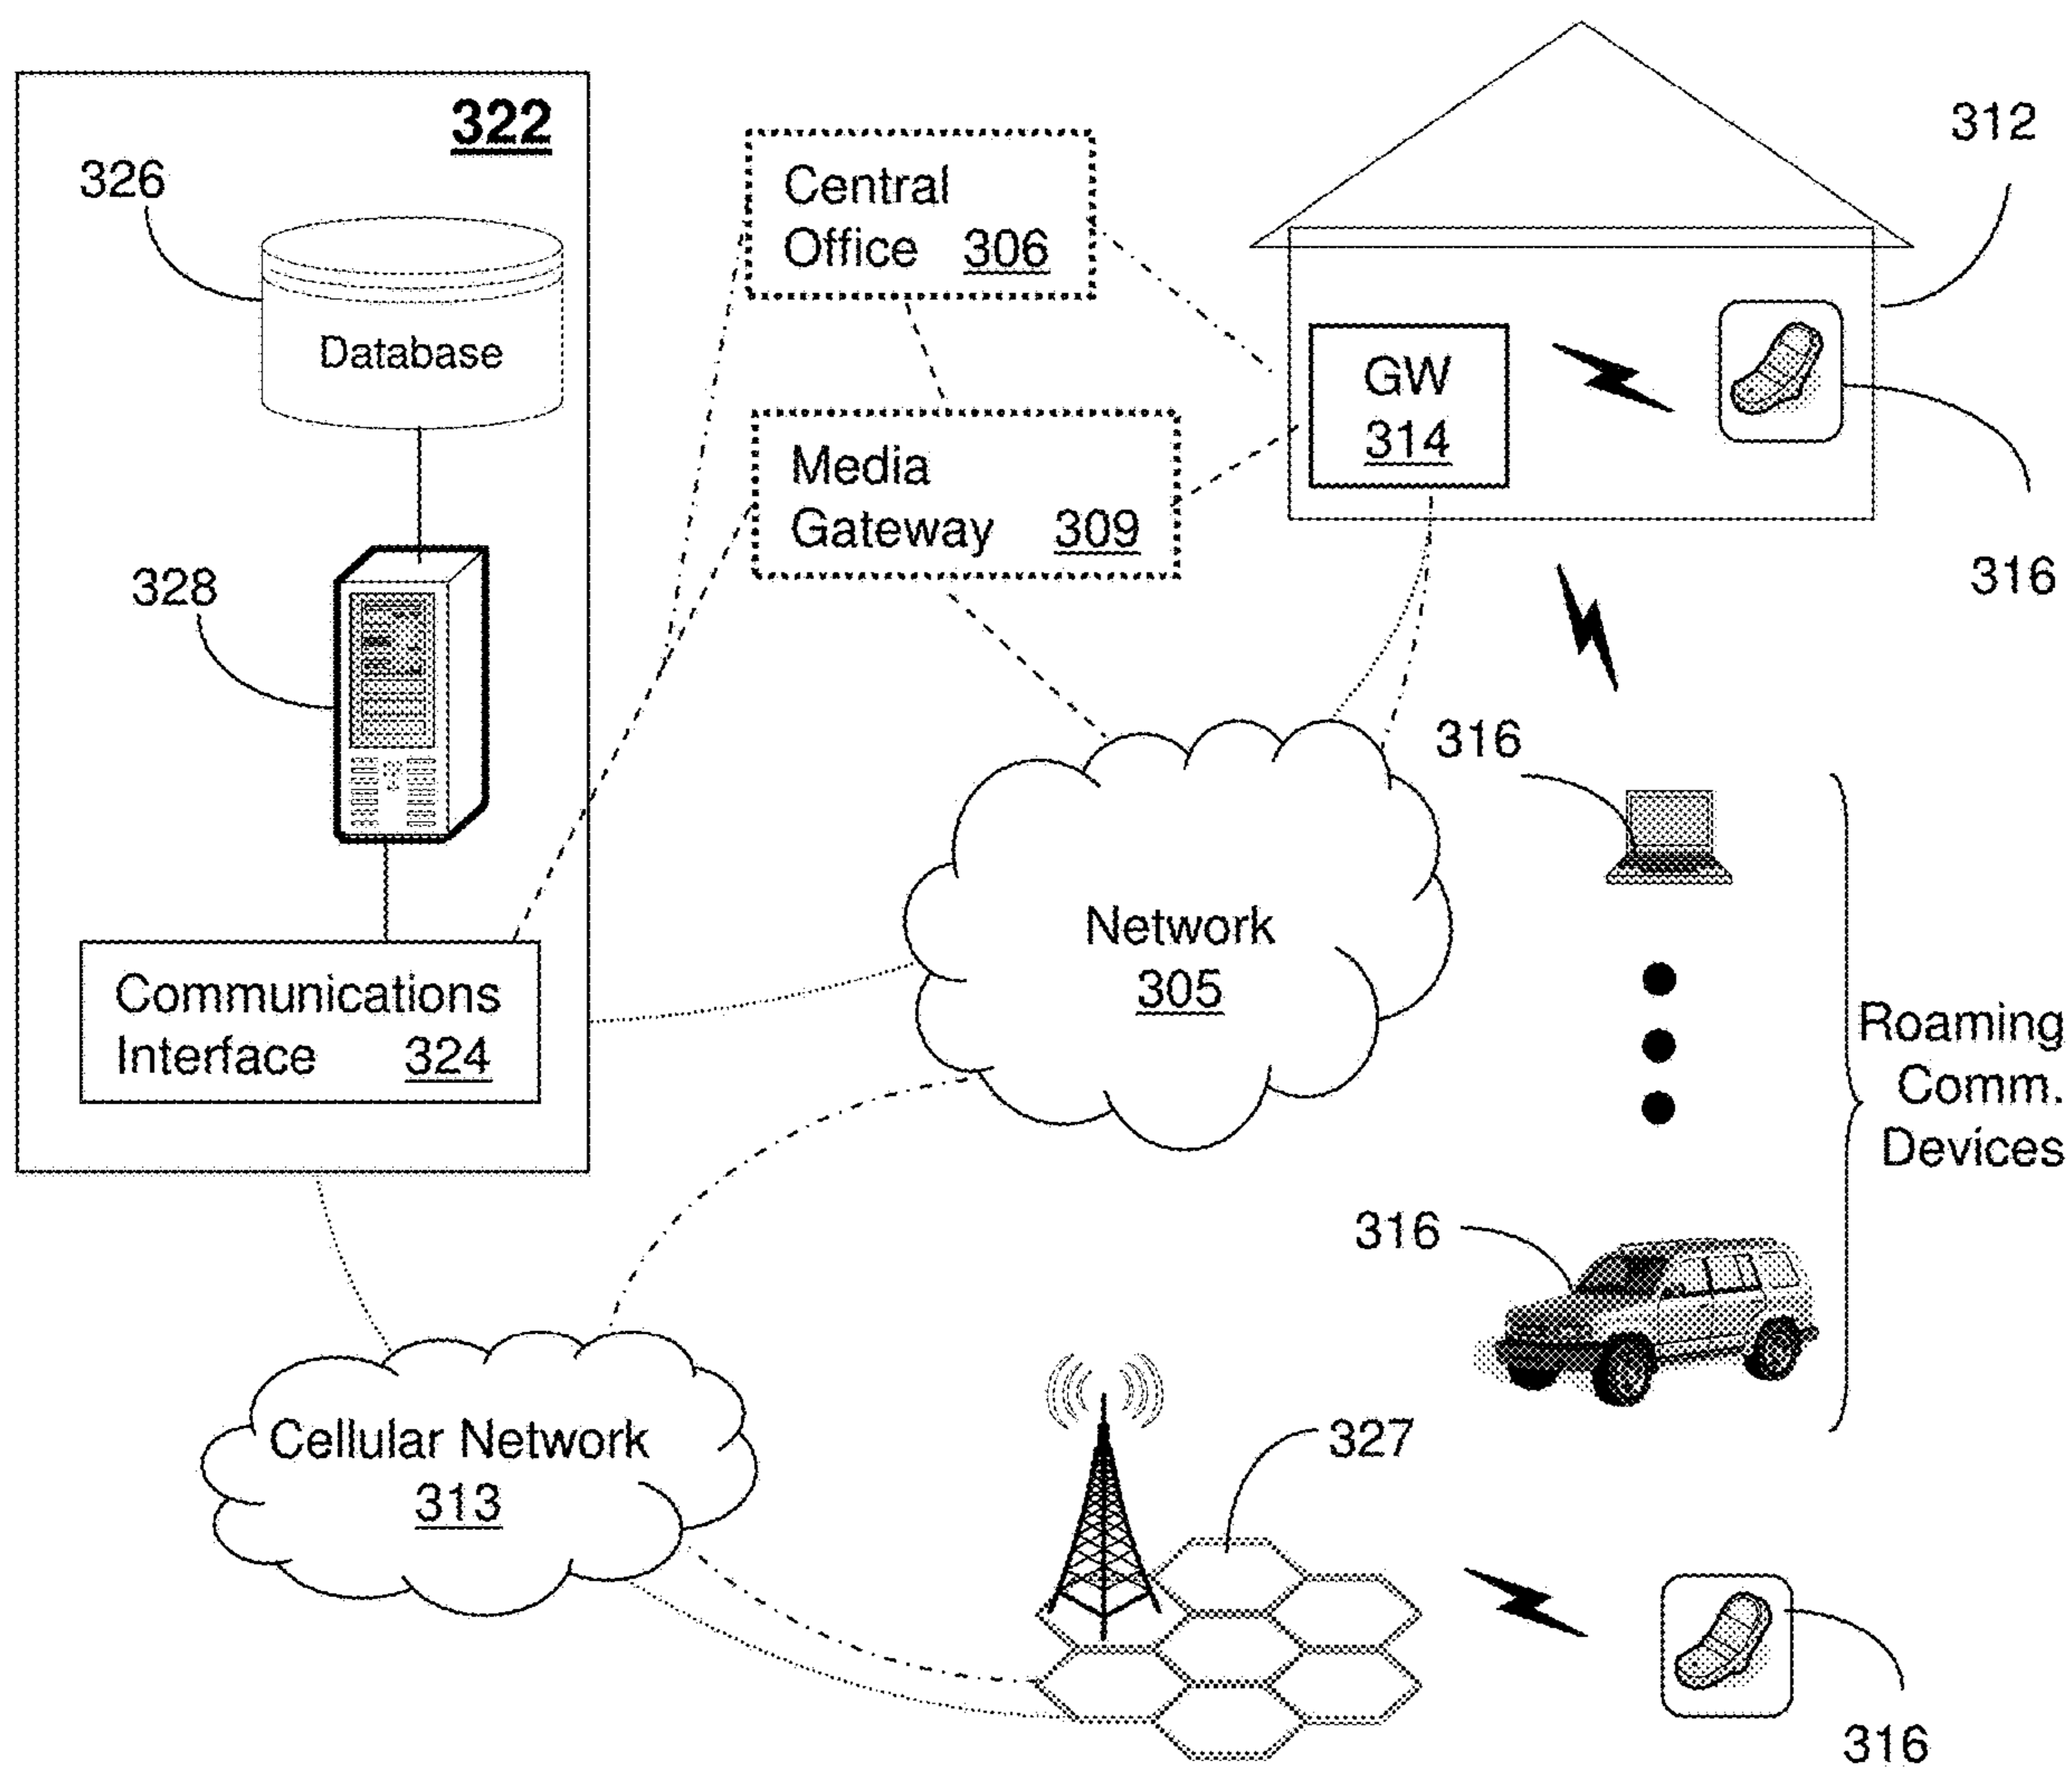 322
326
Database
328
Communications
Interface 324
Central
Office 306
Media
Gateway 309
312
GW
314
316
316
Network
305
Roaming
Comm.
Devices
316
Cellular Network
313
327
316